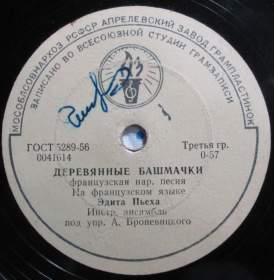 МОСОБЛСОВНАРХОЗ РСФСР АПРЕЛЕВСКИЙ ЗАВОД ГРАМПЛАСТИНОК
ЗАПИСАНО ВО ВСЕСОЮЗНОЙ СТУДИИ ГРАМЗАПИСИ
ГОСТ 5289-56
Третья гр.
0041614
0-57
ДЕРЕВЯННЫЕ БАШМАЧКИ
французская нар. песня
На французском языке
Эдита Пьеха
Инстр. ансамбль
под упр. А. Броневицкого